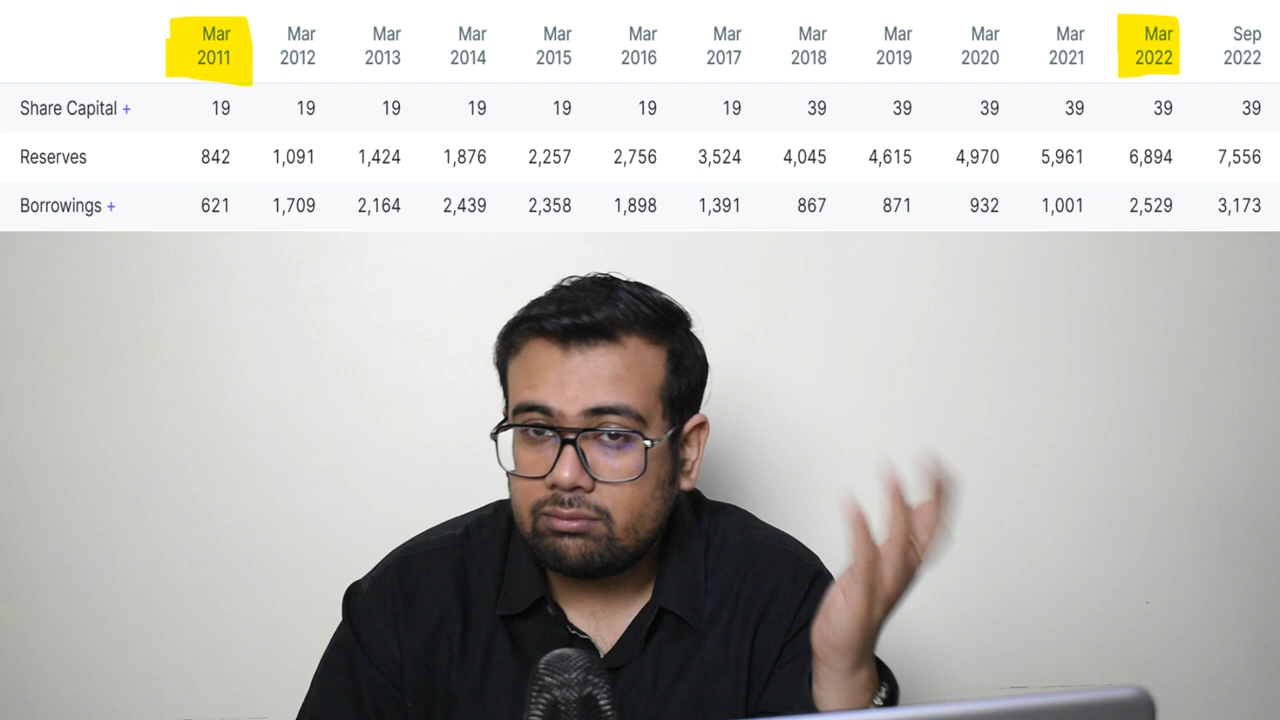 Mar Mar Mar Mar Mar Mar Mar Mar Mar Mar Mar Mar Sep
2011 2012 2013 2014 2015 2016 2017 2018 2019 2020 2021 2022 2022
Share Capital + 19 19 19 19 19 19 19 39 39 39 39 39 39
Reserves 842 1,091 1,424 1,876 2,257 2,756 3,524 4,045 4,615 4,970 5,961 6,894 7,556
Borrowings + 621 1,709 2,164 2,439 2,358 1,898 1,391 867 871 932 1,001 2,529 3,173